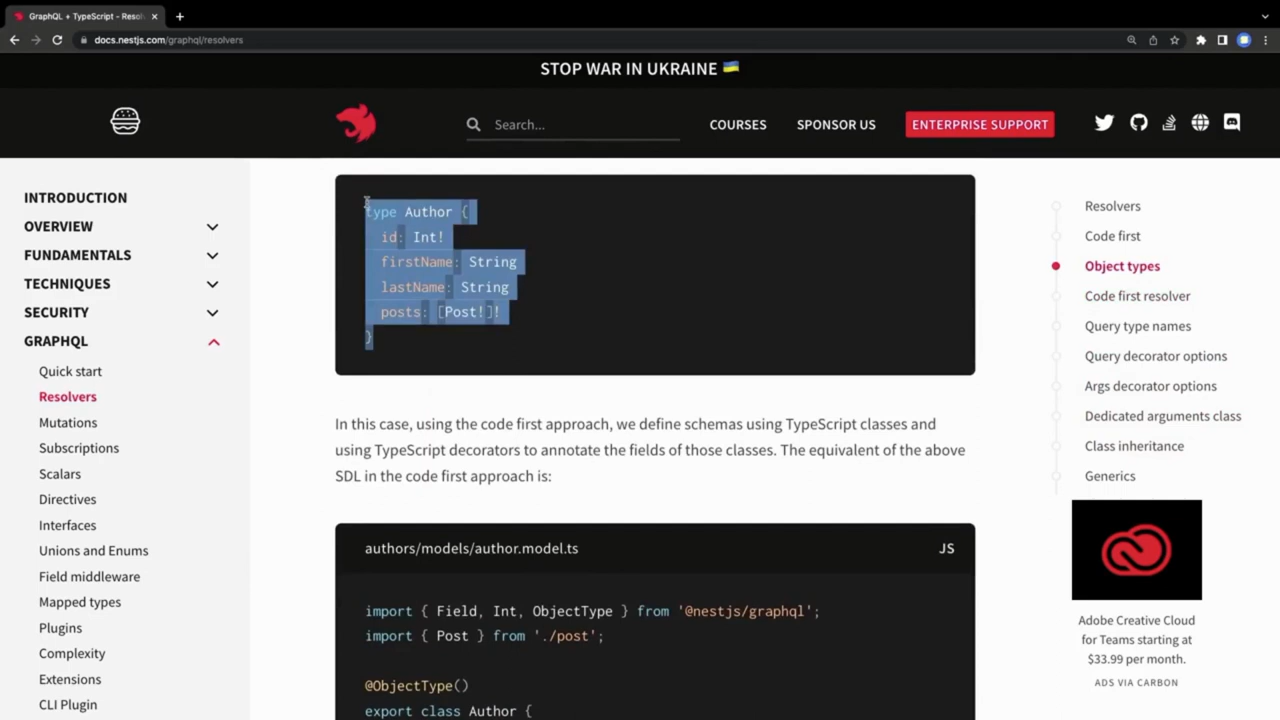 GraphQL + TypeScript - Resol
docs.nestjs.com/graphql/resolvers
STOP WAR IN UKRAINE 🇺🇦
Search...
COURSES
SPONSOR US
ENTERPRISE SUPPORT
INTRODUCTION
OVERVIEW
FUNDAMENTALS
TECHNIQUES
SECURITY
GRAPHQL
Quick start
Resolvers
Mutations
Subscriptions
Scalars
Directives
Interfaces
Unions and Enums
Field middleware
Mapped types
Plugins
Complexity
Extensions
CLI Plugin
type Author {
id: Int!
firstName: String
lastName: String
posts: [Post!]!
}
In this case, using the code first approach, we define schemas using TypeScript classes and
using TypeScript decorators to annotate the fields of those classes. The equivalent of the above
SDL in the code first approach is:
authors/models/author.model.ts
JS
import { Field, Int, ObjectType } from '@nestjs/graphql';
import { Post } from './post';
@ObjectType()
export class Author {
Resolvers
Code first
Object types
Code first resolver
Query type names
Query decorator options
Args decorator options
Dedicated arguments class
Class inheritance
Generics
Adobe Creative Cloud
for Teams starting at
$33.99 per month.
ADS VIA CARBON